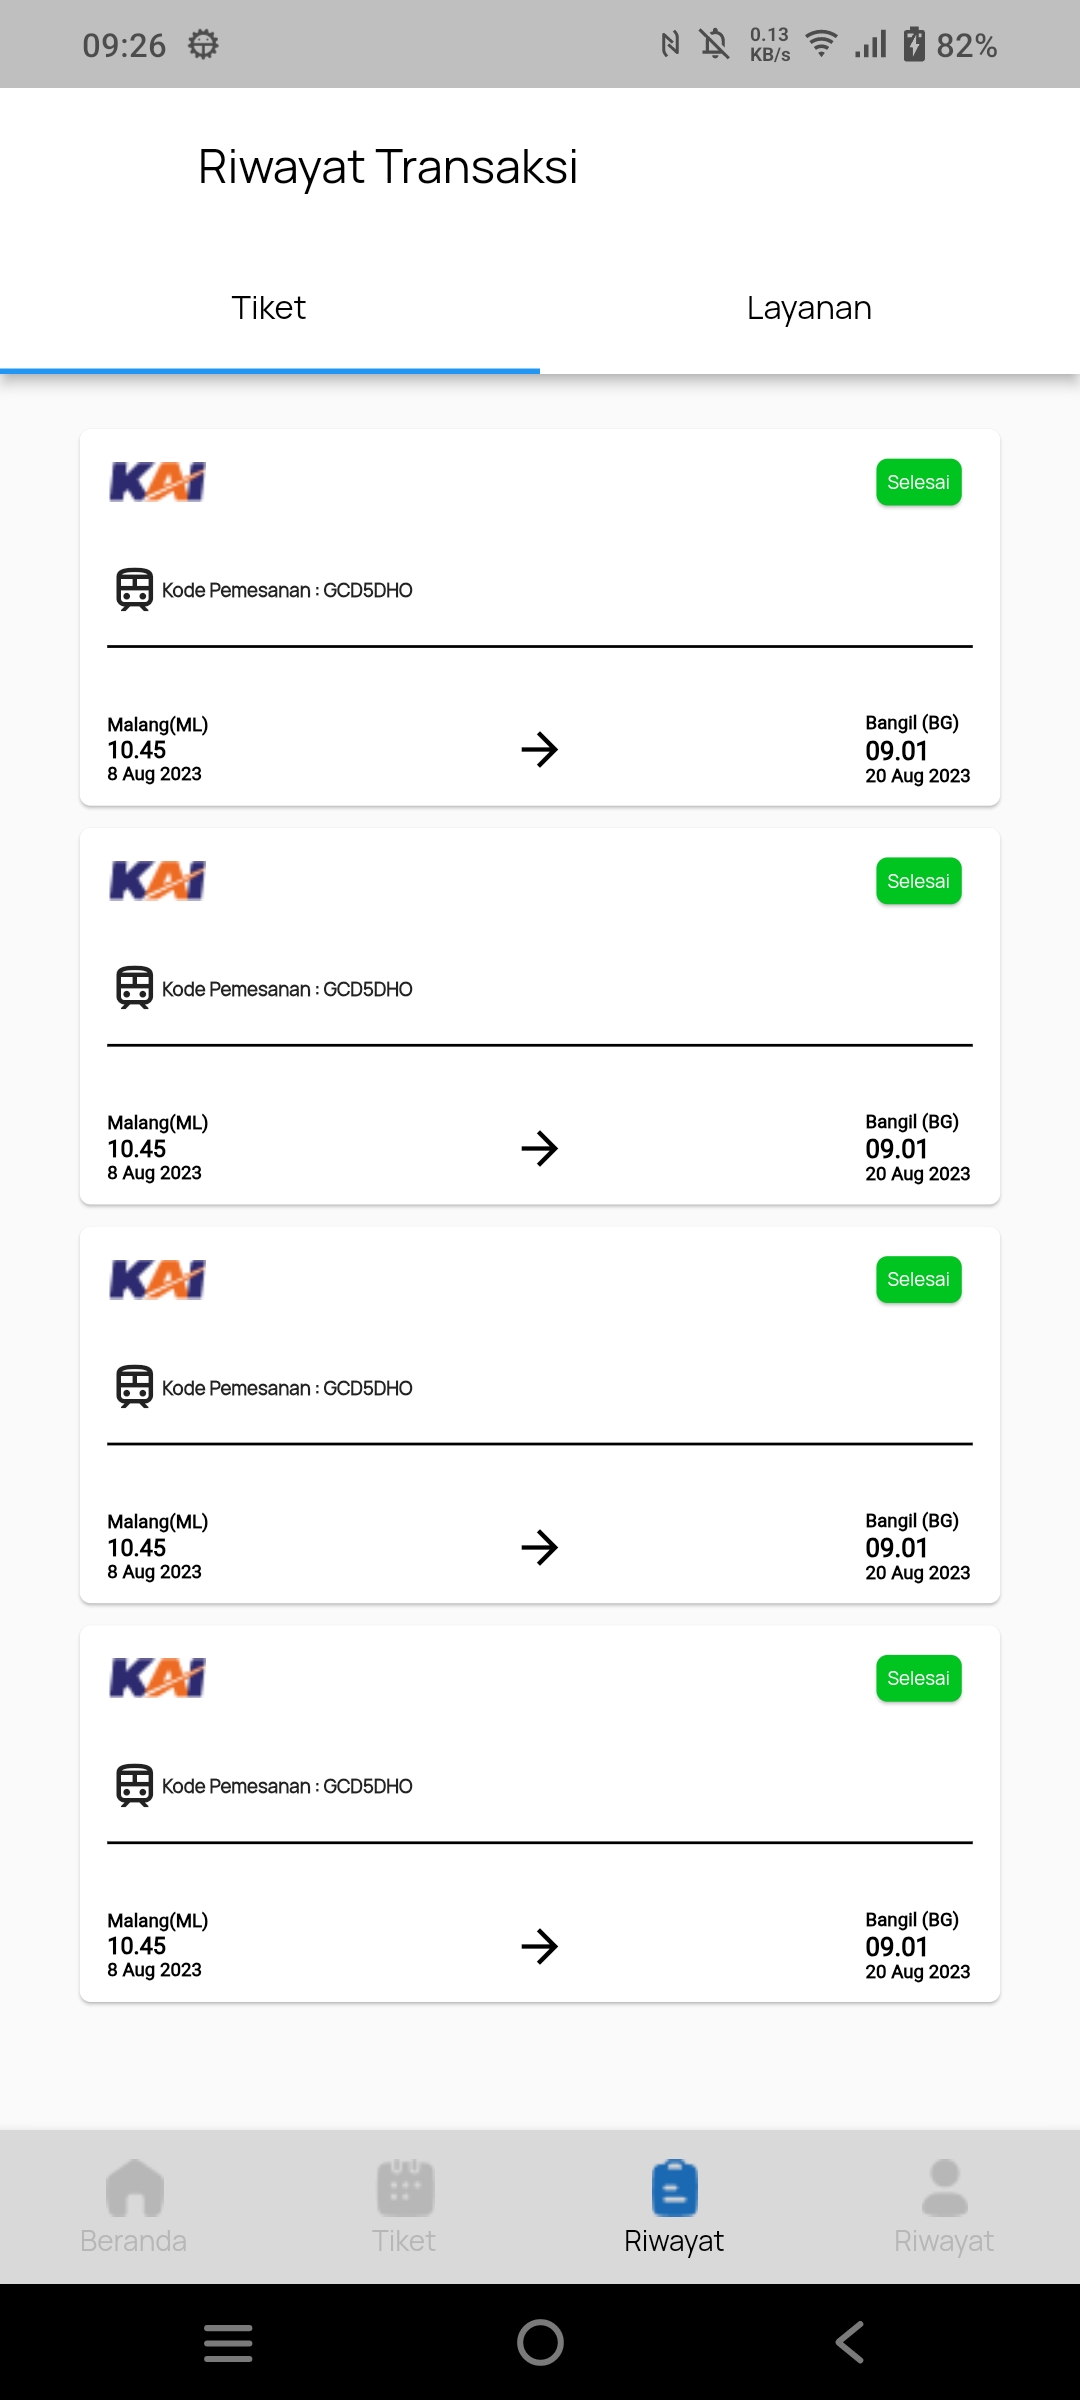 09:26
0.13
KB/s
82%
Riwayat Transaksi
Tiket
Layanan
KAI
Selesai
Kode Pemesanan : GCD5DHO
Malang(ML)
10.45
8 Aug 2023
Bangil (BG)
09.01
20 Aug 2023
KAI
Selesai
Kode Pemesanan : GCD5DHO
Malang(ML)
10.45
8 Aug 2023
Bangil (BG)
09.01
20 Aug 2023
KAI
Selesai
Kode Pemesanan : GCD5DHO
Malang(ML)
10.45
8 Aug 2023
Bangil (BG)
09.01
20 Aug 2023
KAI
Selesai
Kode Pemesanan : GCD5DHO
Malang(ML)
10.45
8 Aug 2023
Bangil (BG)
09.01
20 Aug 2023
Beranda
Tiket
Riwayat
Riwayat